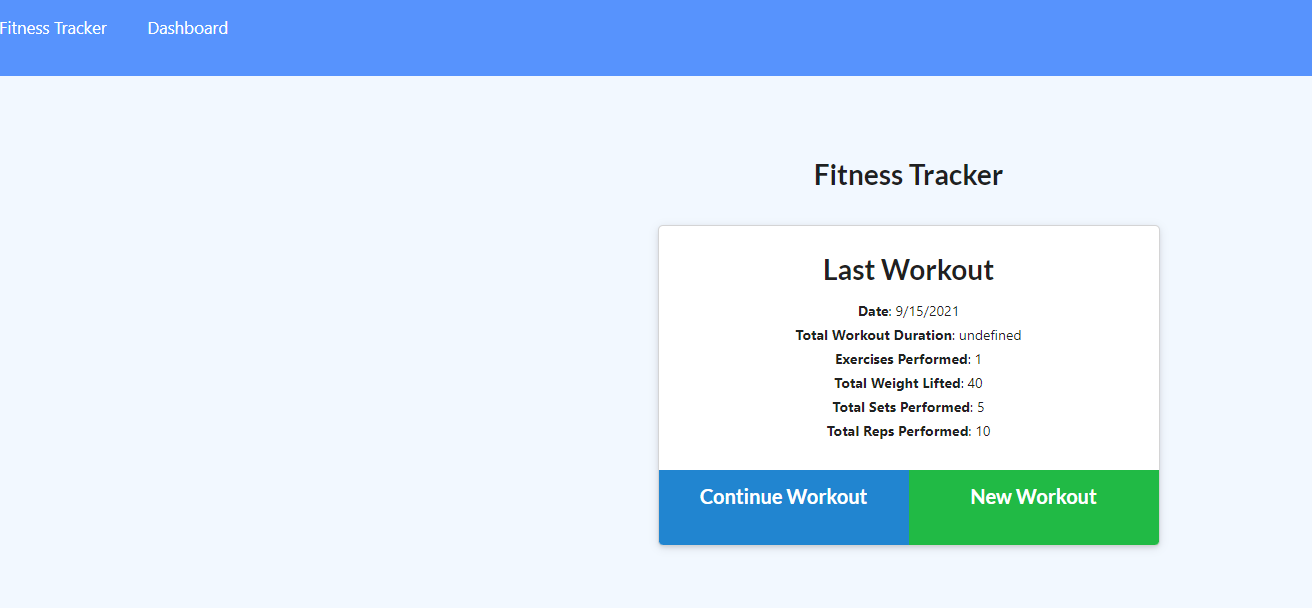 Fitness Tracker Dashboard
Fitness Tracker
Last Workout
Date: 9/15/2021
Total Workout Duration: undefined
Exercises Performed: 1
Total Weight Lifted: 40
Total Sets Performed: 5
Total Reps Performed: 10
Continue Workout New Workout